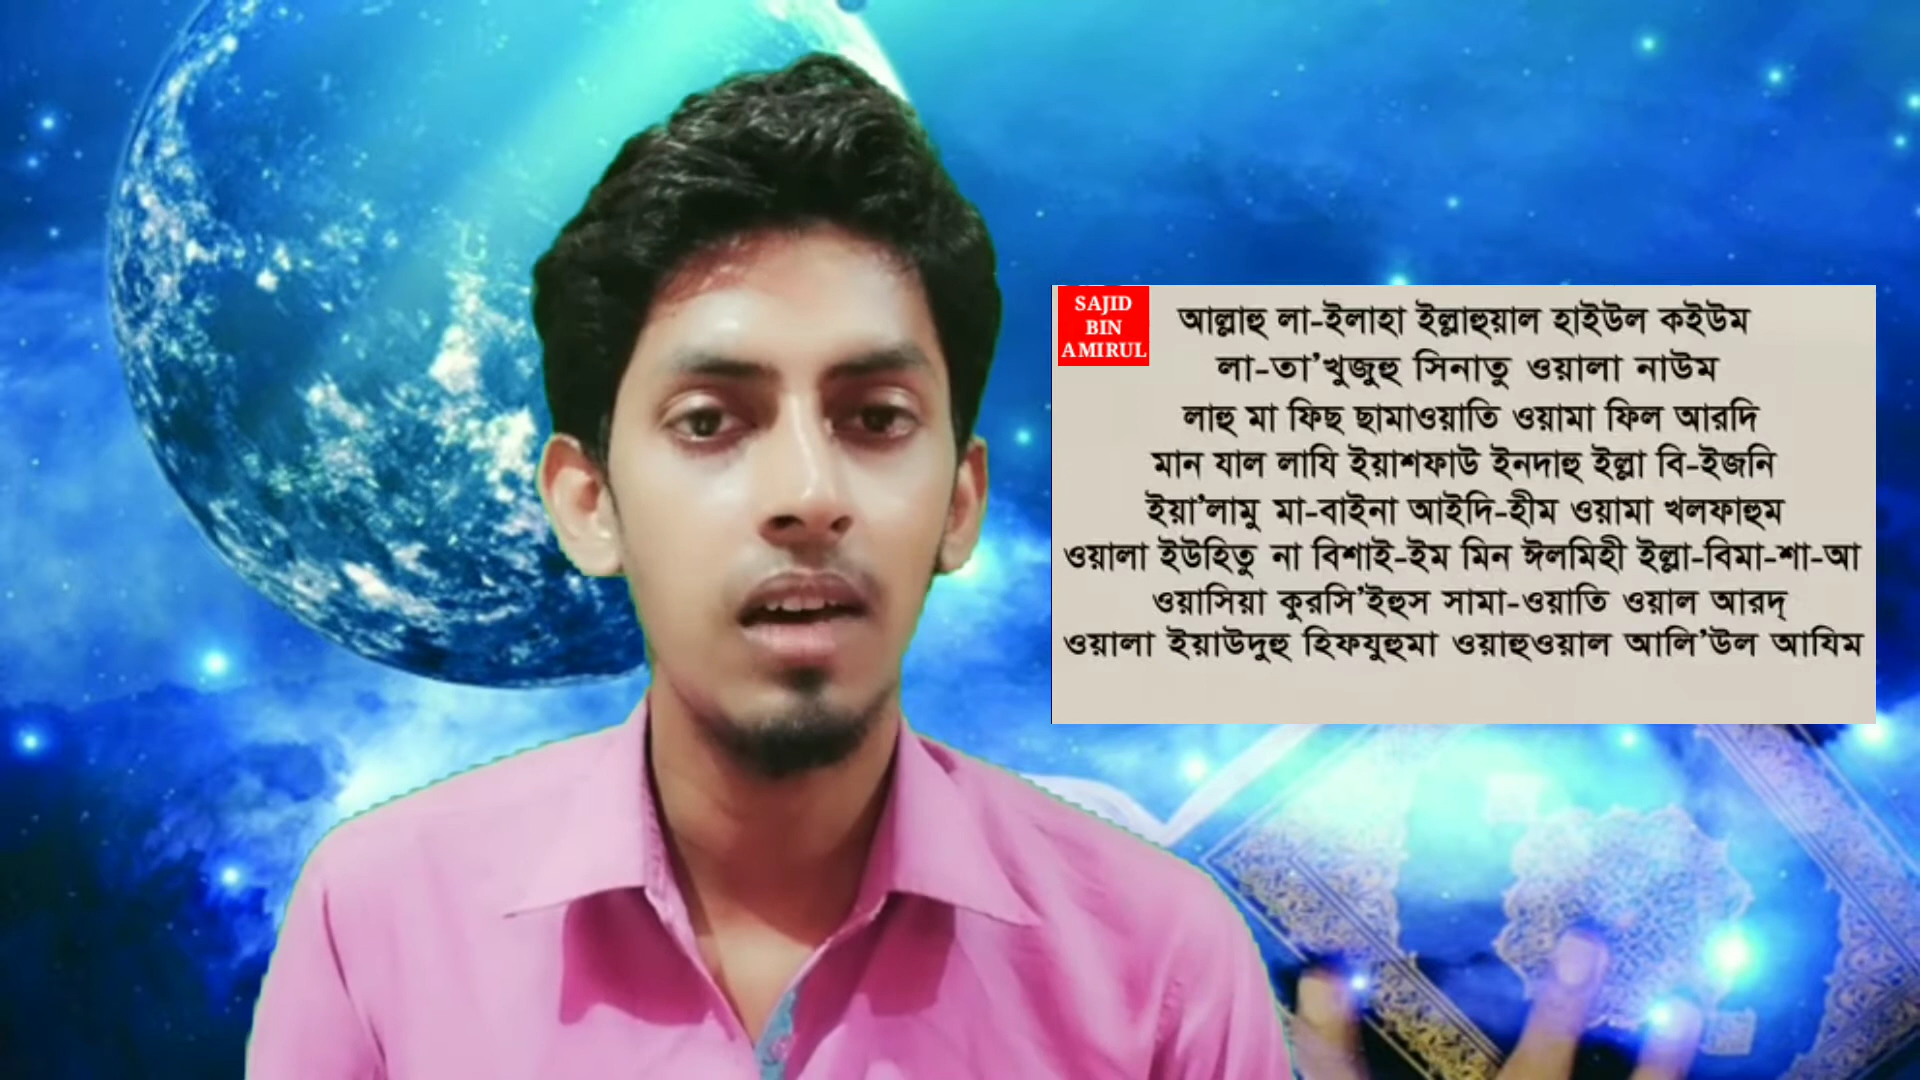 SAJID
BIN
AMIRUL
আল্লাহু লা-ইলাহা ইল্লাহুয়াল হাইউল কইউম
লা-তা’খুজুহু সিনাতু ওয়ালা নাউম
লাহু মা ফিছ ছামাওয়াতি ওয়ামা ফিল আরদি
মান যাল লাযি ইয়াশফাউ ইনদাহু ইল্লা বি-ইজনি
ইয়া’লামু মা-বাইনা আইদি-হীম ওয়ামা খলফাহুম
ওয়ালা ইউহিতু না বিশাই-ইম মিন ঈলমিহী ইল্লা-বিমা-শা-আ
ওয়াসিয়া কুরসি’ইহুস সামা-ওয়াতি ওয়াল আরদ্
ওয়ালা ইয়াউদুহু হিফযুহুমা ওয়াহুওয়াল আলি’উল আযিম